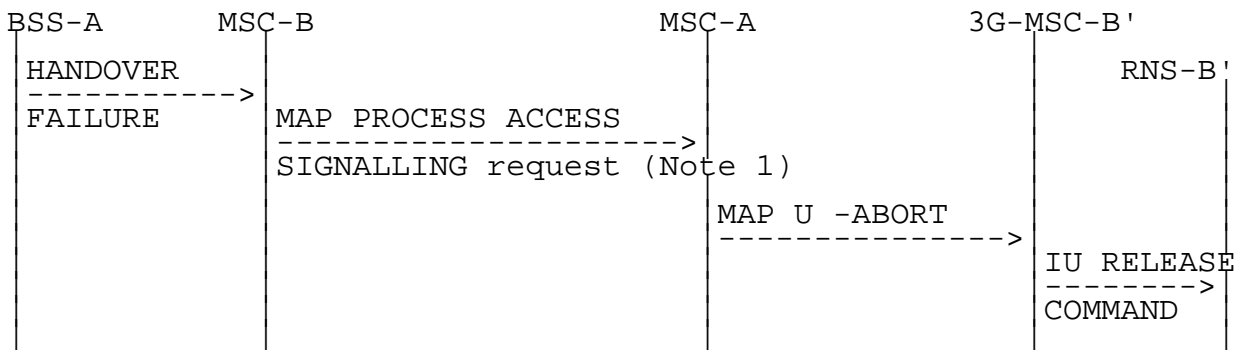 BSS-A MSC-B MSC-A 3G-MSC-B'
HANDOVER RNS-B'
----------->
FAILURE MAP PROCESS ACCESS
-------------------->
SIGNALLING request (Note 1)
MAP U -ABORT
--------------->
IU RELEASE
-------->
COMMAND